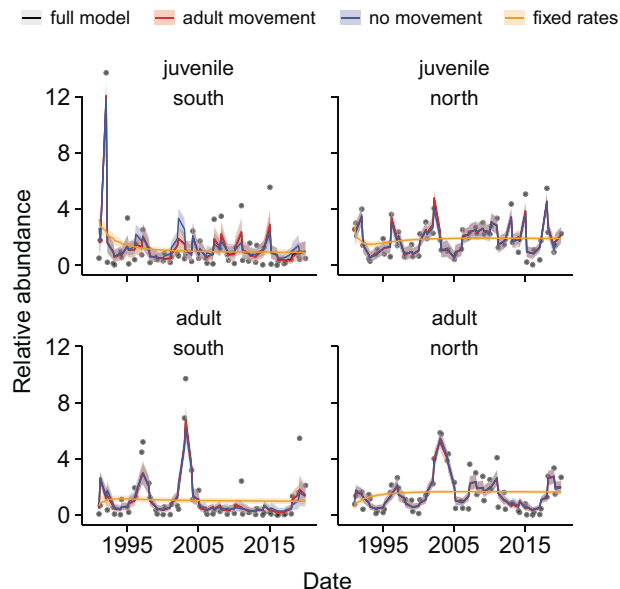 full model adult movement no movement fixed rates
juvenile south
juvenile north
12
8
4
0
adult south
adult north
12
8
4
0
1995 2005 2015
1995 2005 2015
Relative abundance
Date